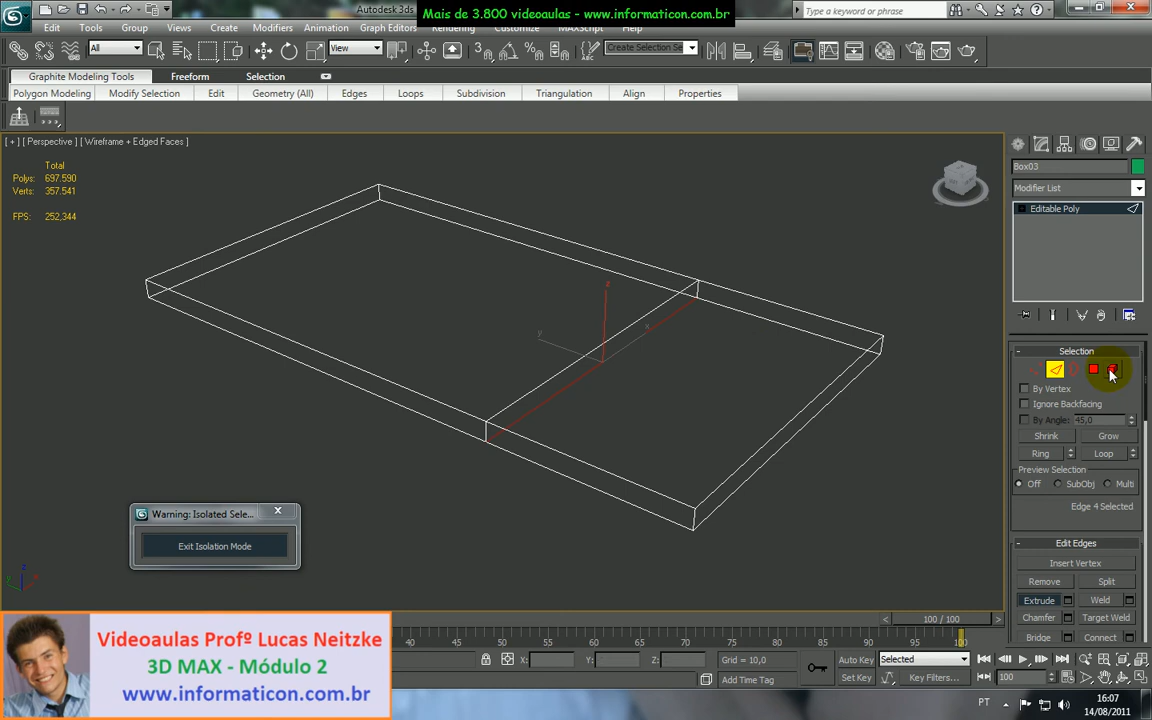 Autodesk 3ds
Mais de 3.800 videoaulas - www.informaticon.com.br
Type a keyword or phrase
Edit Tools Group Views Create Modifiers Animation Graph Editors Rendering Customize MAXScript Help
All View Create Selection Se
Graphite Modeling Tools Freeform Selection
Polygon Modeling Modify Selection Edit Geometry (All) Edges Loops Subdivision Triangulation Align Properties
[ + ] [ Perspective ] [ Wireframe + Edged Faces ]
Total
Polys: 697.590
Verts: 357.541
FPS: 252,344
Box03
Modifier List
Editable Poly
z
x
y
- Selection
By Vertex
Ignore Backfacing
By Angle: 45,0
Shrink Grow
Ring Loop
Preview Selection
Off SubObj Multi
Edge 4 Selected
- Edit Edges
Insert Vertex
Remove Split
Extrude Weld
Chamfer Target Weld
Bridge Connect
Warning: Isolated Sele...
Exit Isolation Mode
z
y
x
100 / 100
45 50 55 60 65 70 75 80 85 90 95 100
X: Y: Z: Grid = 10,0
Add Time Tag
Auto Key Selected
Set Key Key Filters... 100
Videoaulas Profº Lucas Neitzke
3D MAX - Módulo 2
www.informaticon.com.br
PT 16:07
14/08/2011